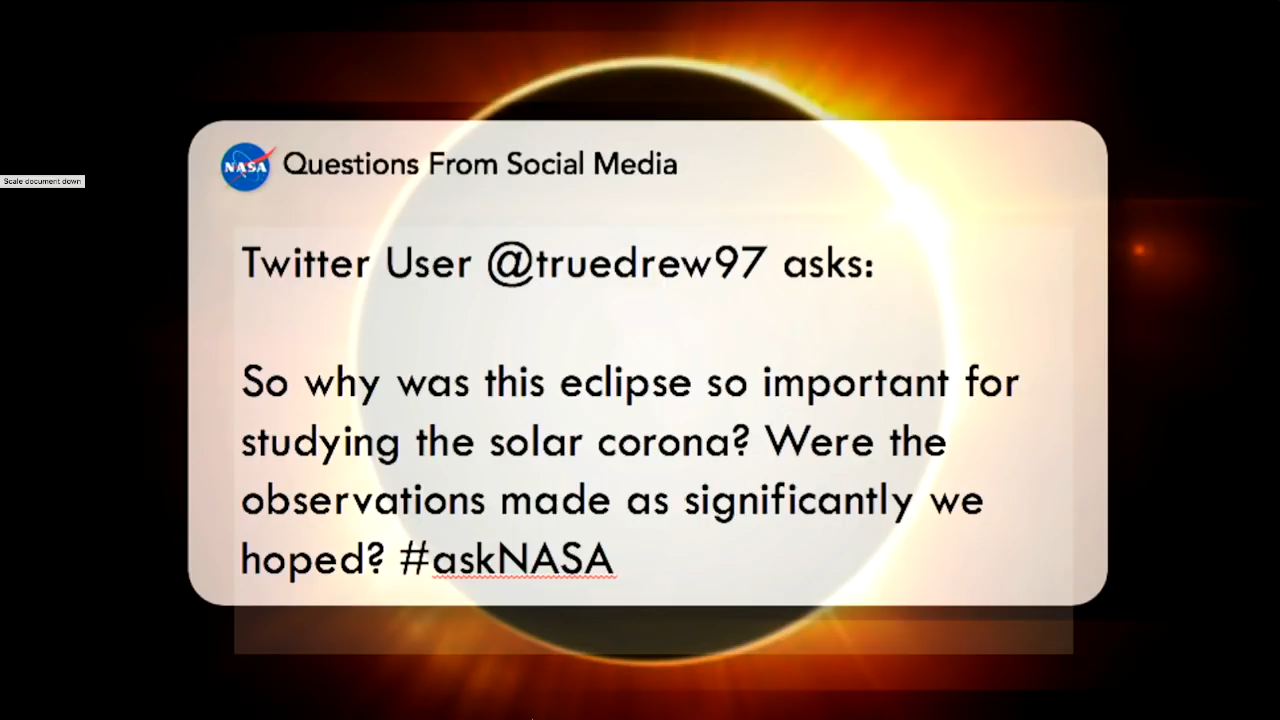 NASA Questions From Social Media
Scale document down
Twitter User @truedrew97 asks:
So why was this eclipse so important for
studying the solar corona? Were the
observations made as significantly we
hoped? #askNASA